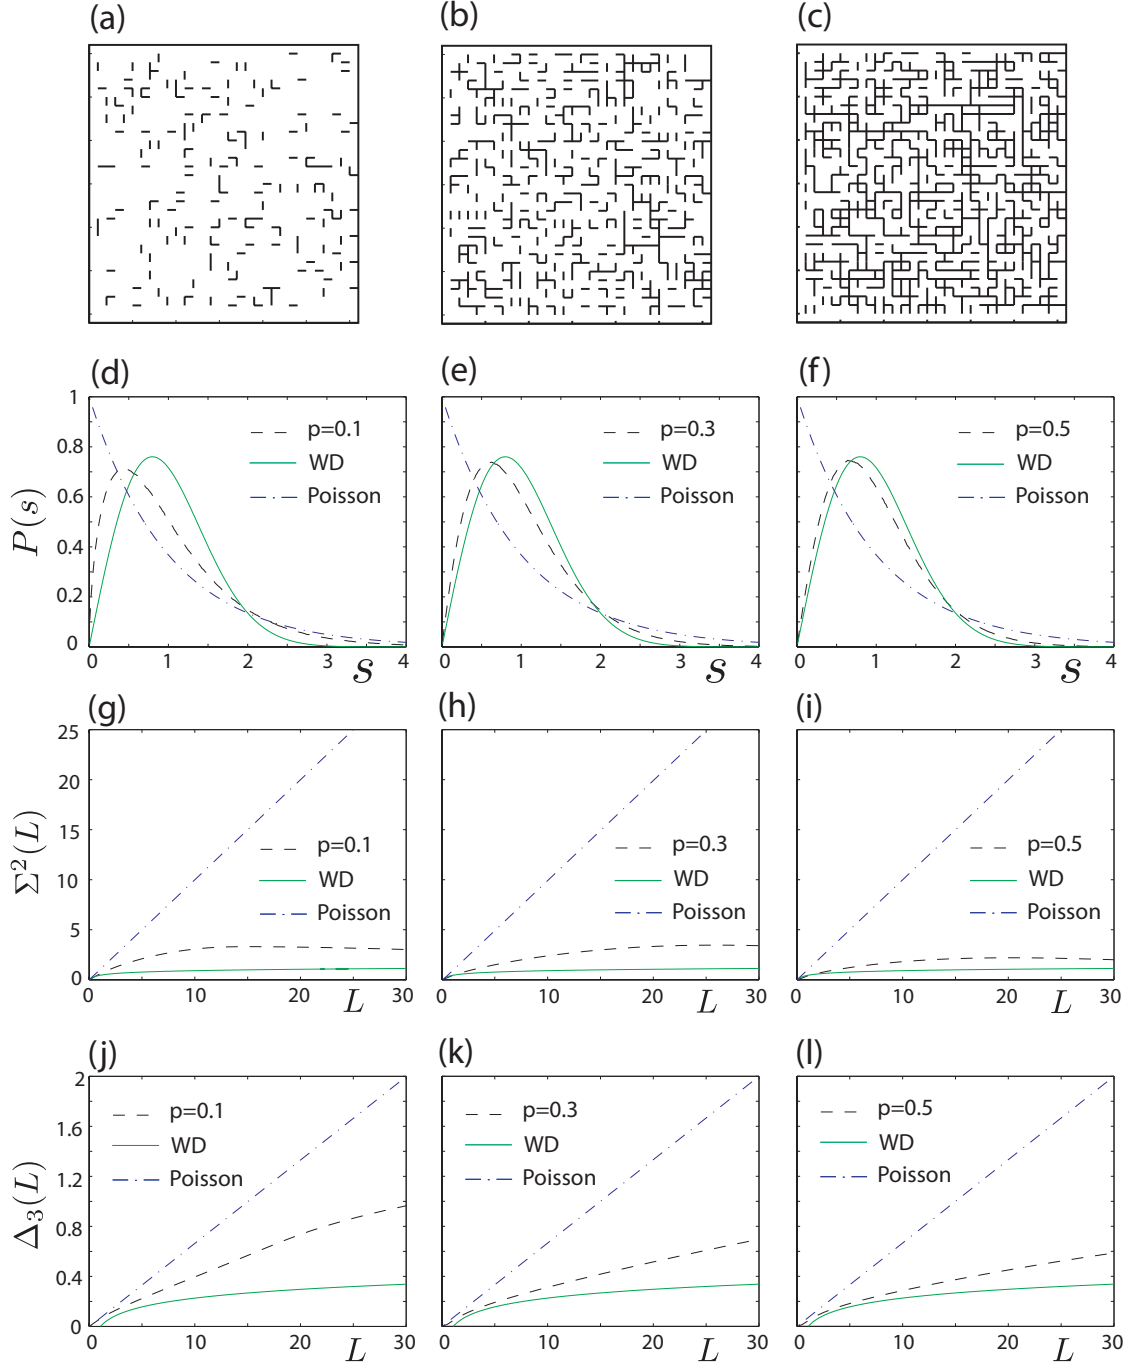 (a) (b) (c)
(d) (e) (f)
1
0.8
0.6
0.4
0.2
0
P(s)
p=0.1
WD
Poisson
0 1 2 3 4
s
p=0.3
WD
Poisson
0 1 2 3 4
s
p=0.5
WD
Poisson
0 1 2 3 4
s
(g) (h) (i)
25
20
15
10
5
0
Σ²(L)
p=0.1
WD
Poisson
0 10 20 30
L
p=0.3
WD
Poisson
0 10 20 30
L
p=0.5
WD
Poisson
0 10 20 30
L
(j) (k) (l)
2
1.6
1.2
0.8
0.4
0
Δ₃(L)
p=0.1
WD
Poisson
0 10 20 30
L
p=0.3
WD
Poisson
0 10 20 30
L
p=0.5
WD
Poisson
0 10 20 30
L